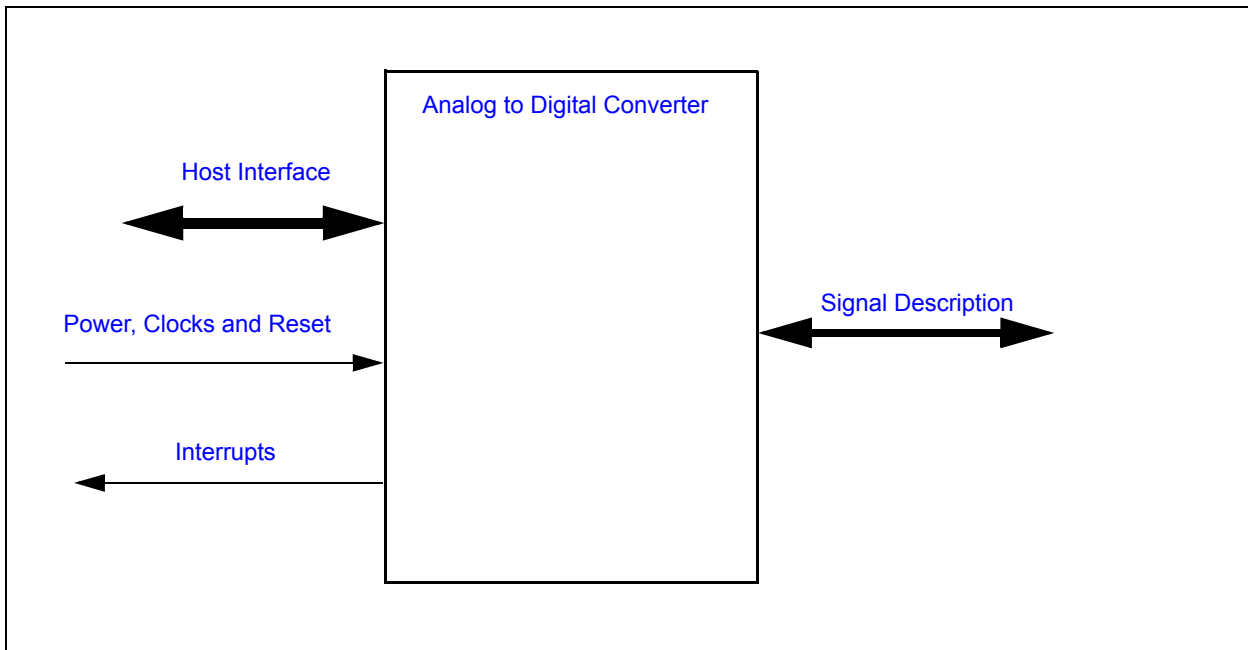 Analog to Digital Converter
Host Interface
Signal Description
Power, Clocks and Reset
Interrupts